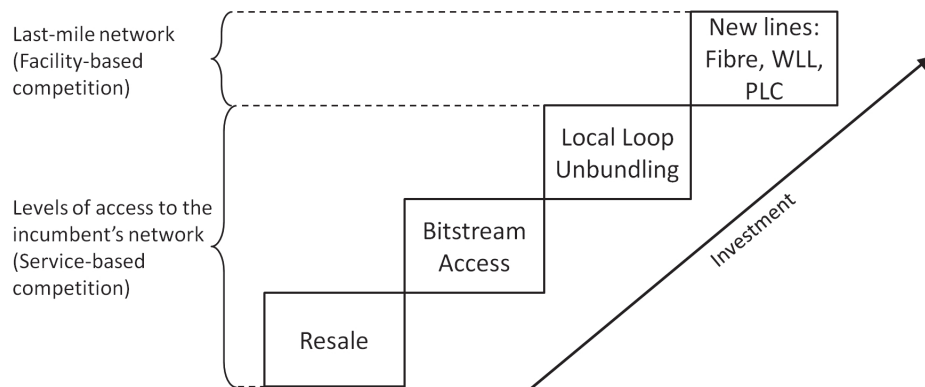 Last-mile network
(Facility-based
competition)
New lines:
Fibre, WLL,
PLC
Local Loop
Unbundling
Levels of access to the
incumbent’s network
(Service-based
competition)
Bitstream
Access
Investment
Resale